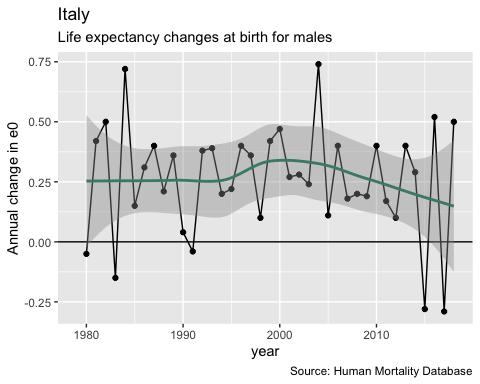 Italy
Life expectancy changes at birth for males
Annual change in e0
0.75
0.50
0.25
0.00
-0.25
1980
1990
2000
2010
year
Source: Human Mortality Database